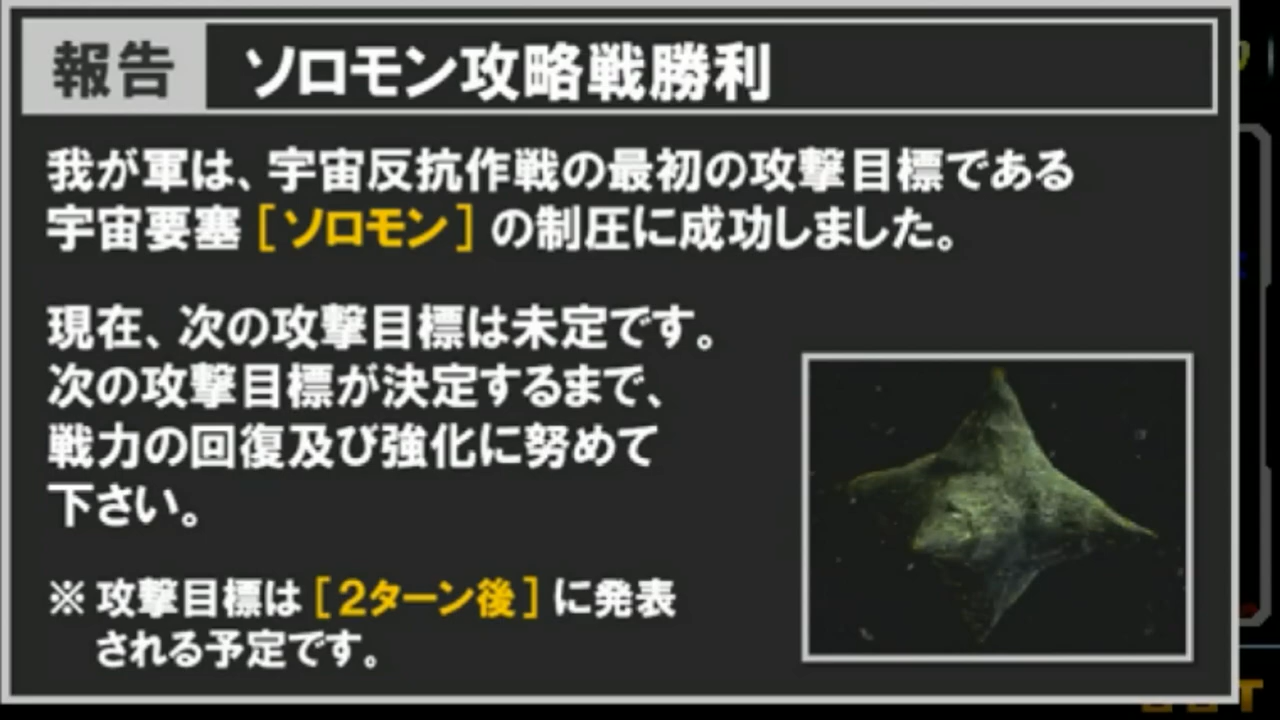 報告 ソロモン攻略戦勝利
我が軍は、宇宙反抗作戦の最初の攻撃目標である
宇宙要塞［ソロモン］の制圧に成功しました。
現在、次の攻撃目標は未定です。
次の攻撃目標が決定するまで、
戦力の回復及び強化に努めて
下さい。
※ 攻撃目標は［２ターン後］に発表
される予定です。